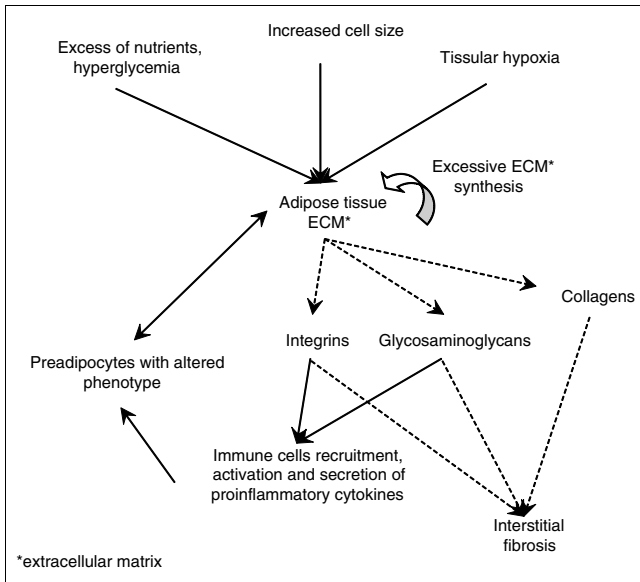 Excess of nutrients,
hyperglycemia
Increased cell size
Tissular hypoxia
Excessive ECM*
synthesis
Adipose tissue
ECM*
Collagens
Integrins
Glycosaminoglycans
Preadipocytes with altered
phenotype
Immune cells recruitment,
activation and secretion of
proinflammatory cytokines
Interstitial
fibrosis
*extracellular matrix